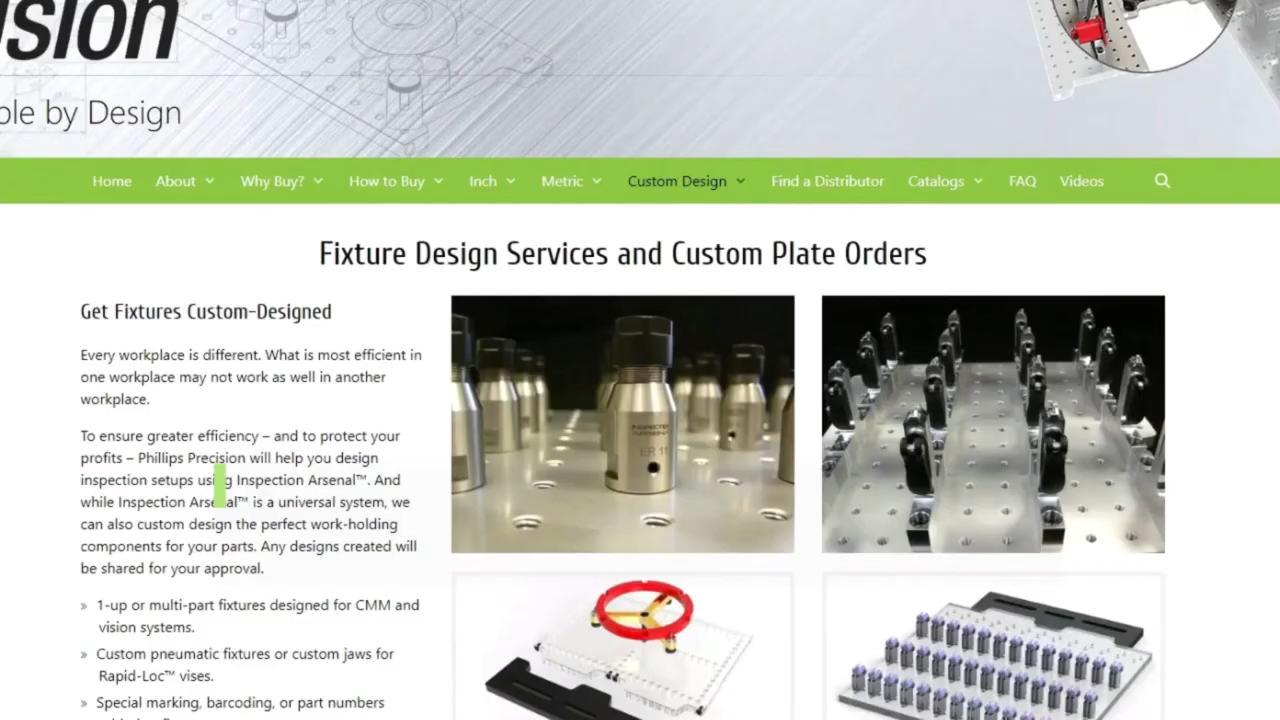 ision
ble by Design
Home About Why Buy? How to Buy Inch Metric Custom Design Find a Distributor Catalogs FAQ Videos
Fixture Design Services and Custom Plate Orders
Get Fixtures Custom-Designed
Every workplace is different. What is most efficient in
one workplace may not work as well in another
workplace.
To ensure greater efficiency – and to protect your
profits – Phillips Precision will help you design
inspection setups using Inspection Arsenal™. And
while Inspection Arsenal™ is a universal system, we
can also custom design the perfect work-holding
components for your parts. Any designs created will
be shared for your approval.
» 1-up or multi-part fixtures designed for CMM and
vision systems.
» Custom pneumatic fixtures or custom jaws for
Rapid-Loc™ vises.
» Special marking, barcoding, or part numbers
ER 11